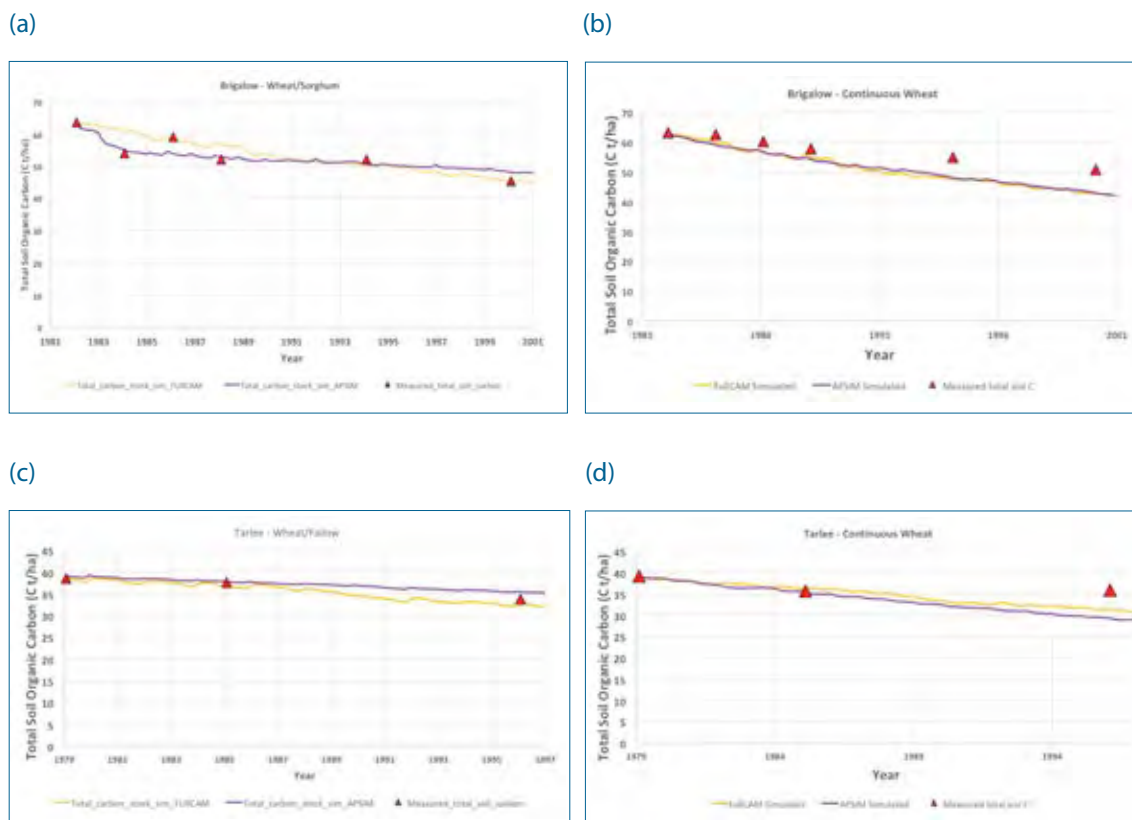 (a)
Brigalow - Wheat/Sorghum
Total Soil Organic Carbon (C t/ha)
70
60
50
40
30
20
10
0
1981 1983 1985 1987 1989 1991 1993 1995 1997 1999 2001
Year
Total_carbon_stock_sim_FULLCAM Total_carbon_stock_sim_APSIM Measured_total_soil_carbon
(b)
Brigalow - Continuous Wheat
Total Soil Organic Carbon (C t/ha)
70
60
50
40
30
20
10
0
1981 1986 1991 1996 2001
Year
FullCAM Simulated APSIM Simulated Measured total soil C
(c)
Tarlee - Wheat/Fallow
Total Soil Organic Carbon (C t/ha)
45
40
35
30
25
20
15
10
5
0
1979 1981 1983 1985 1987 1989 1991 1993 1995 1997
Year
Total_carbon_stock_sim_FULLCAM Total_carbon_stock_sim_APSIM Measured_total_soil_carbon
(d)
Tarlee - Continuous Wheat
Total Soil Organic Carbon (C t/ha)
45
40
35
30
25
20
15
10
5
0
1979 1984 1989 1994
Year
FullCAM Simulated APSIM Simulated Measured total soil C